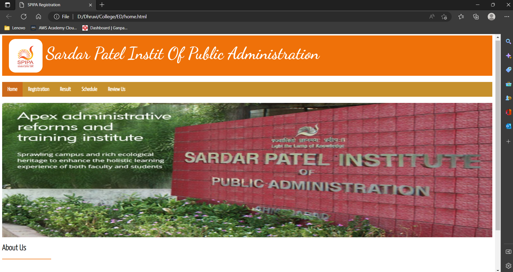 SPIPA Registration
File
D:/Dhruvi/College/EI3/home.html
Lenovo
AWS Academy Clou...
Dashboard | Ganpa...
SPIPA
Sardar Patel Instit Of Public Administration
Home
Registration
Result
Schedule
Review Us
Apex administrative
reforms and
training institute
Sprawling campus and rich ecological
heritage to enhance the holistic learning
experience of both faculty and students
Light the Lamp of Knowledge
SARDAR PATEL INSTITUTE
OF
PUBLIC ADMINISTRATION
About Us